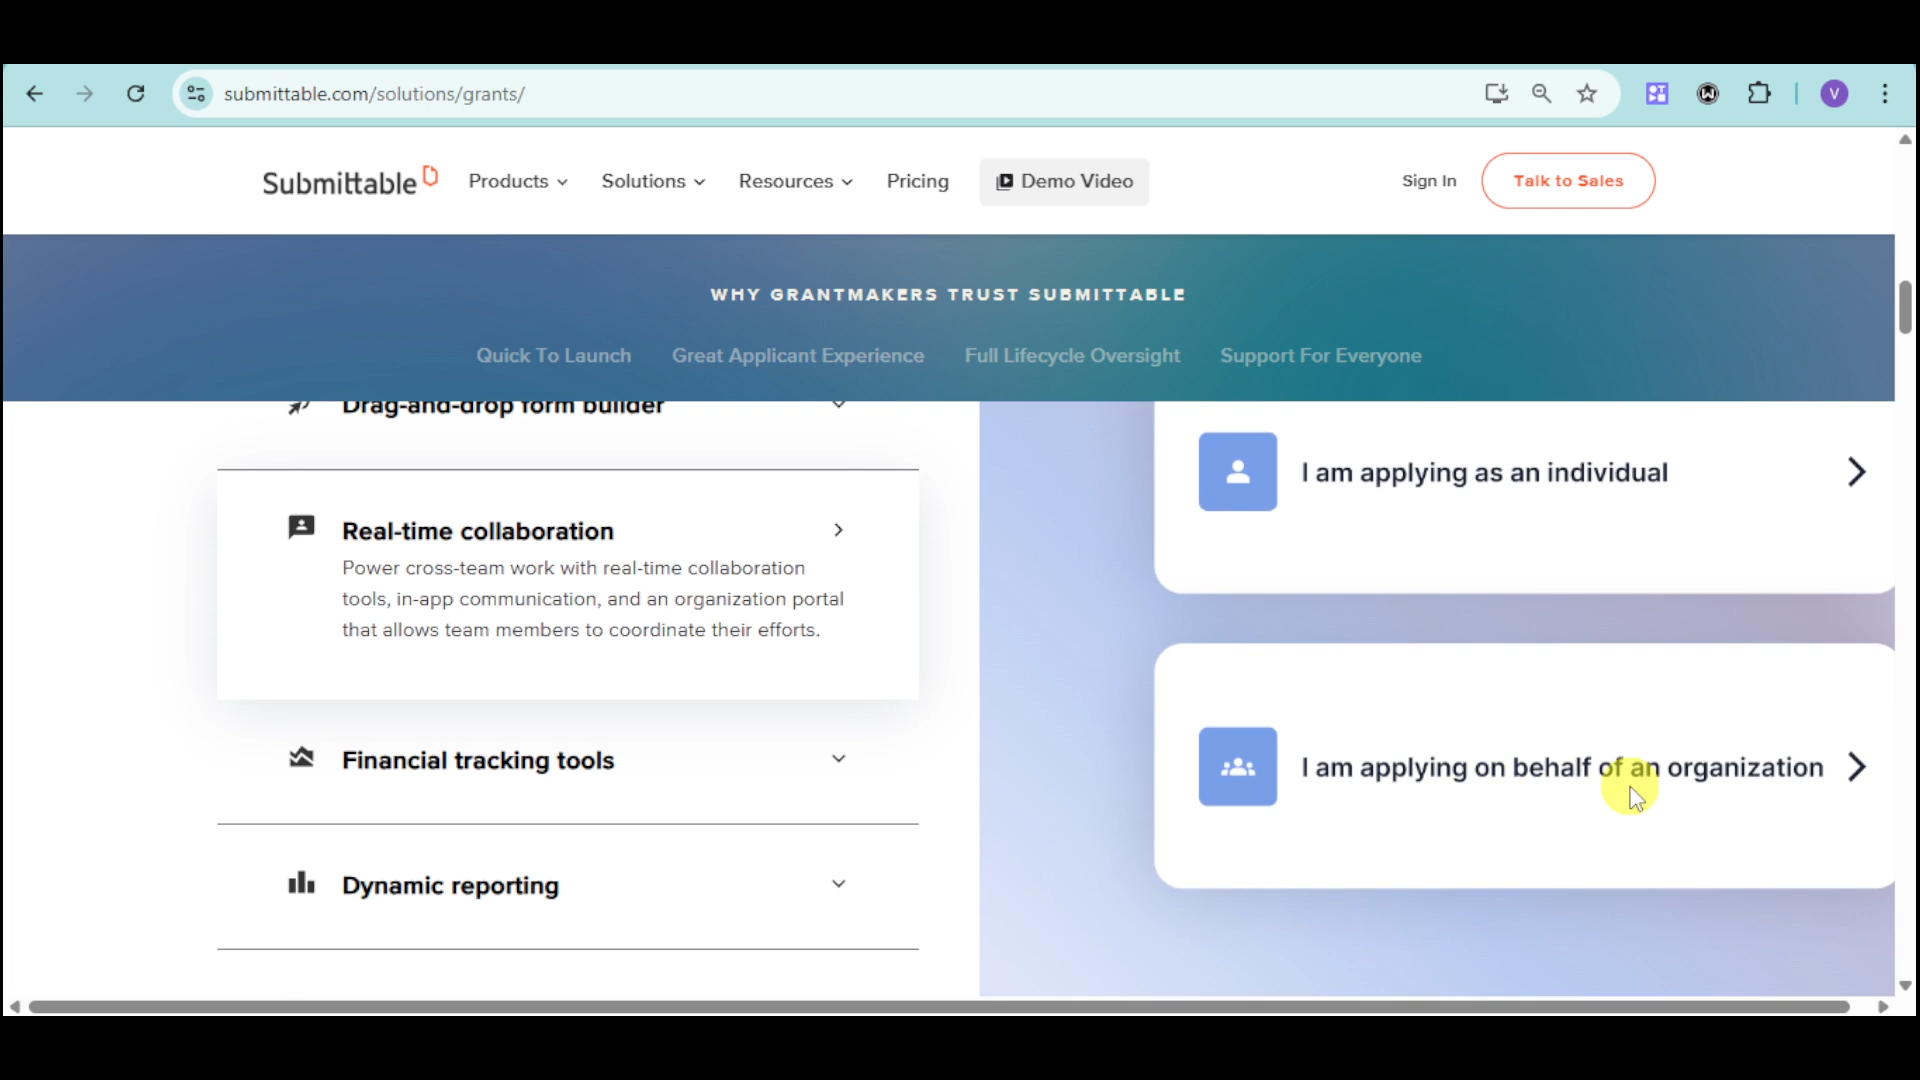 submittable.com/solutions/grants/
V
Submittable
Products
Solutions
Resources
Pricing
Demo Video
Sign In
Talk to Sales
WHY GRANTMAKERS TRUST SUBMITTABLE
Quick To Launch
Great Applicant Experience
Full Lifecycle Oversight
Support For Everyone
Drag-and-drop form builder
Real-time collaboration
Power cross-team work with real-time collaboration
tools, in-app communication, and an organization portal
that allows team members to coordinate their efforts.
Financial tracking tools
Dynamic reporting
I am applying as an individual
I am applying on behalf of an organization